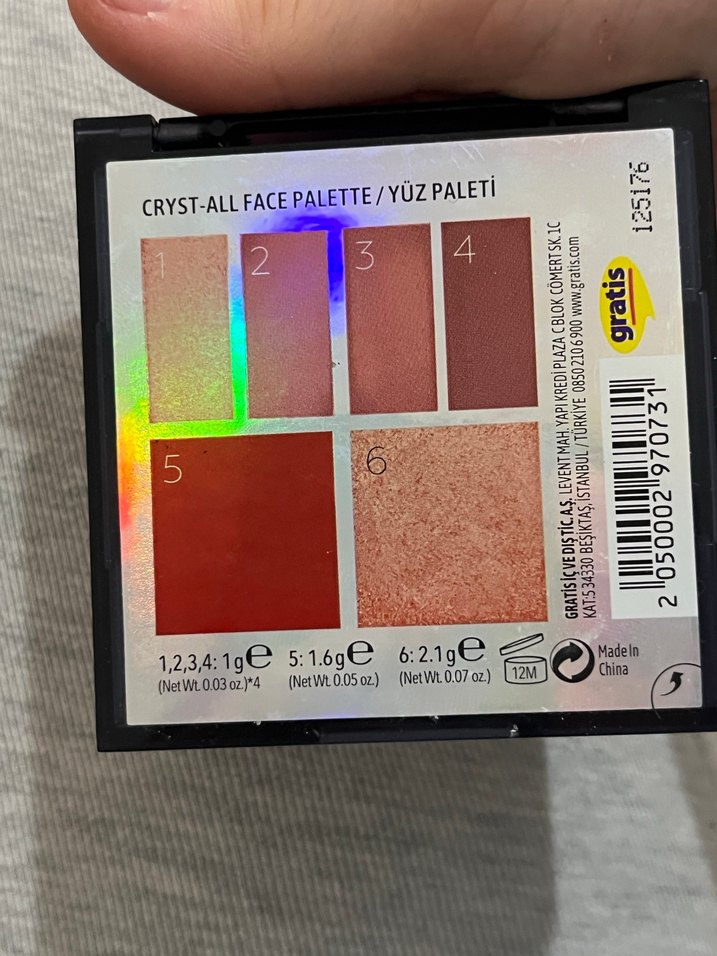 CRYST-ALL FACE PALETTE / YÜZ PALETİ
1
2
3
4
5
6
1,2,3,4: 1g℮
(Net Wt. 0.03 oz.)*4
5: 1.6g℮
(Net Wt. 0.05 oz.)
6: 2.1g℮
(Net Wt. 0.07 oz.)
12M
Made In
China
GRATİS İÇ VE DIŞ TİC. A.Ş. LEVENT MAH. YAPI KREDİ PLAZA C BLOK CÖMERT SK. 1C
KAT:5 34330 BEŞİKTAŞ, İSTANBUL / TÜRKİYE 0850 210 6 900 www.gratis.com
gratis
125176
2 050002 970731